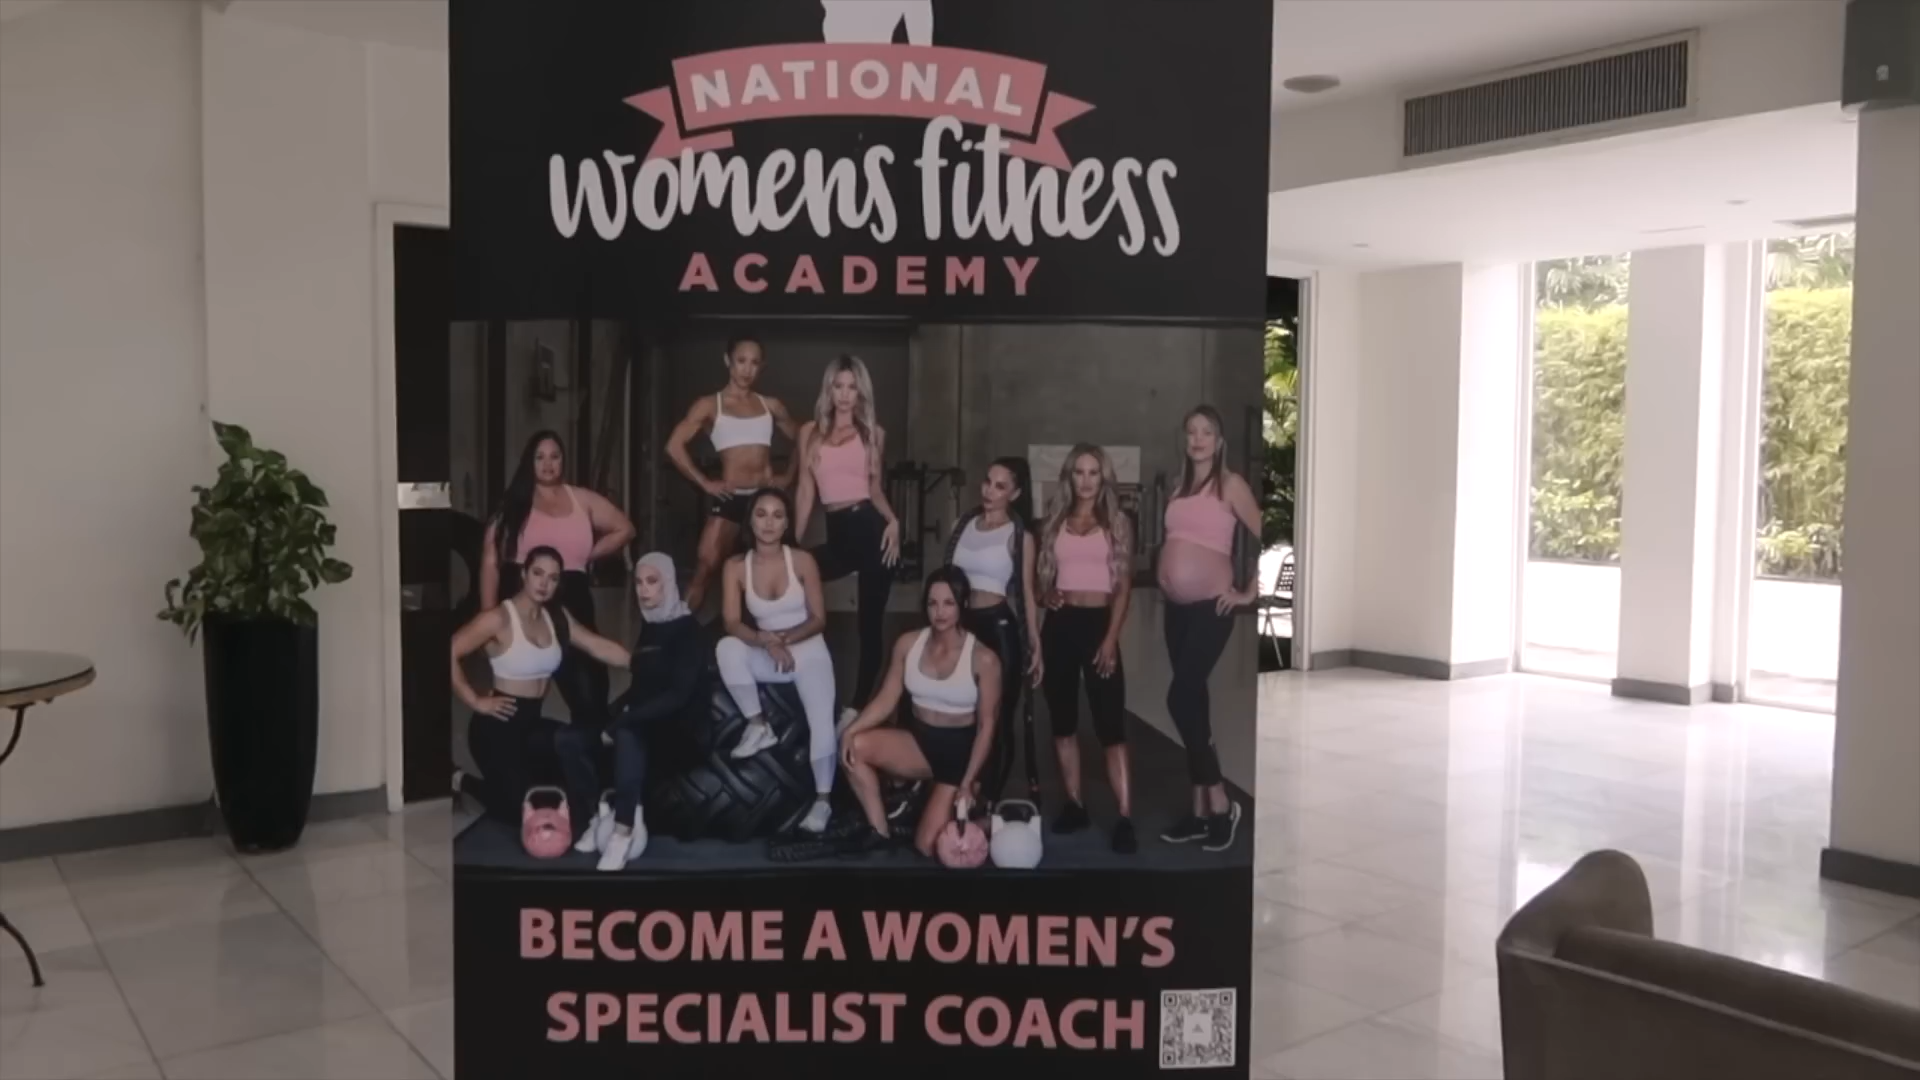 NATIONAL
womens fitness
ACADEMY
BECOME A WOMEN'S
SPECIALIST COACH